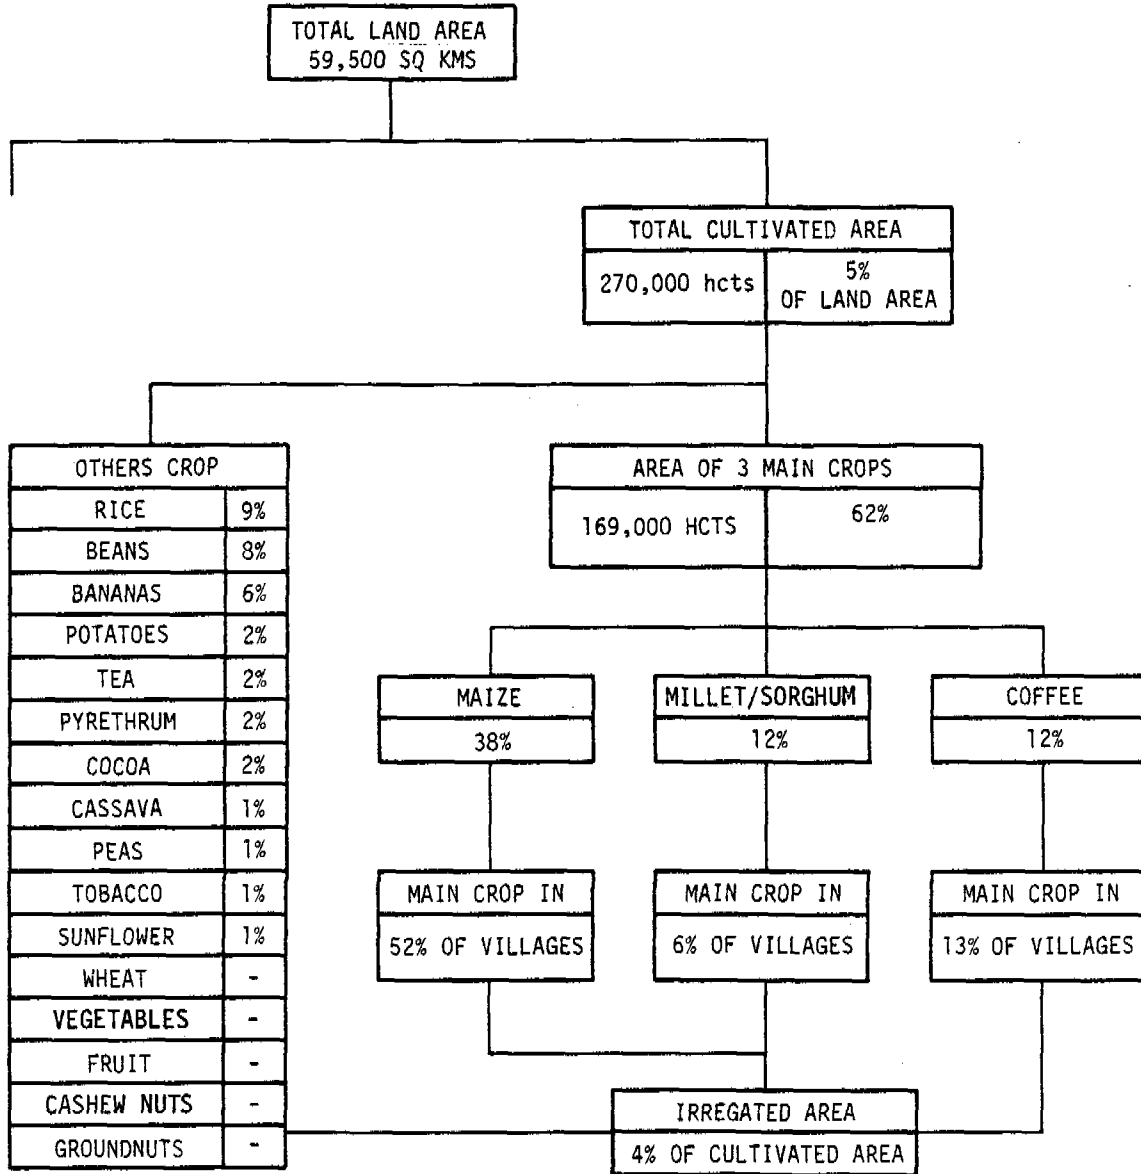 TOTAL LAND AREA
59,500 SQ KMS
TOTAL CULTIVATED AREA
270,000 hcts
5%
OF LAND AREA
OTHERS CROP
RICE 9%
BEANS 8%
BANANAS 6%
POTATOES 2%
TEA 2%
PYRETHRUM 2%
COCOA 2%
CASSAVA 1%
PEAS 1%
TOBACCO 1%
SUNFLOWER 1%
WHEAT -
VEGETABLES -
FRUIT -
CASHEW NUTS -
GROUNDNUTS -
AREA OF 3 MAIN CROPS
169,000 HCTS
62%
MAIZE
38%
MILLET/SORGHUM
12%
COFFEE
12%
MAIN CROP IN
52% OF VILLAGES
MAIN CROP IN
6% OF VILLAGES
MAIN CROP IN
13% OF VILLAGES
IRREGATED AREA
4% OF CULTIVATED AREA